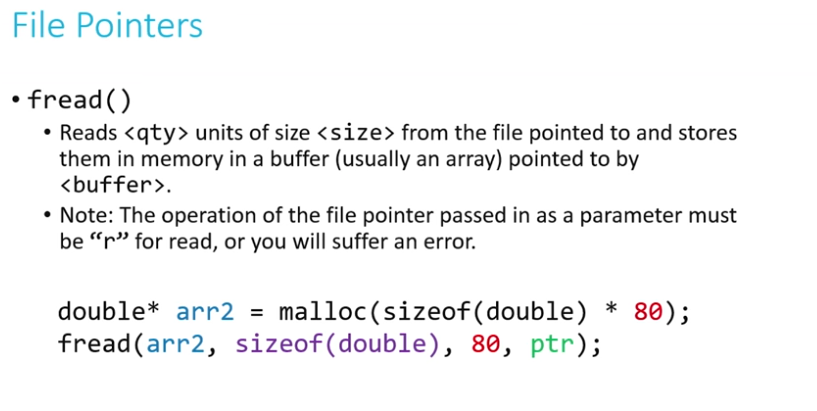 File Pointers
• fread()
• Reads <qty> units of size <size> from the file pointed to and stores
them in memory in a buffer (usually an array) pointed to by
<buffer>.
• Note: The operation of the file pointer passed in as a parameter must
be “r” for read, or you will suffer an error.
double* arr2 = malloc(sizeof(double) * 80);
fread(arr2, sizeof(double), 80, ptr);